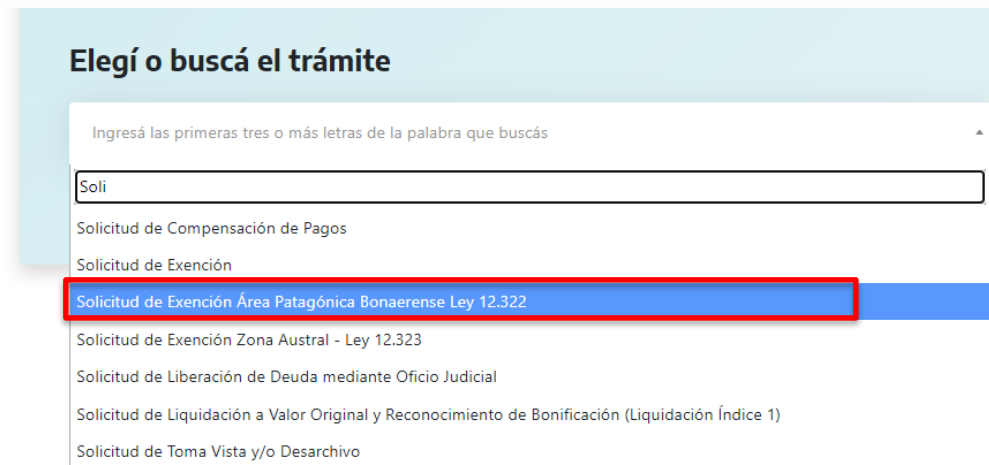 Elegí o buscá el trámite
Ingresá las primeras tres o más letras de la palabra que buscás
Soli
Solicitud de Compensación de Pagos
Solicitud de Exención
Solicitud de Exención Área Patagónica Bonaerense Ley 12.322
Solicitud de Exención Zona Austral - Ley 12.323
Solicitud de Liberación de Deuda mediante Oficio Judicial
Solicitud de Liquidación a Valor Original y Reconocimiento de Bonificación (Liquidación Índice 1)
Solicitud de Toma Vista y/o Desarchivo